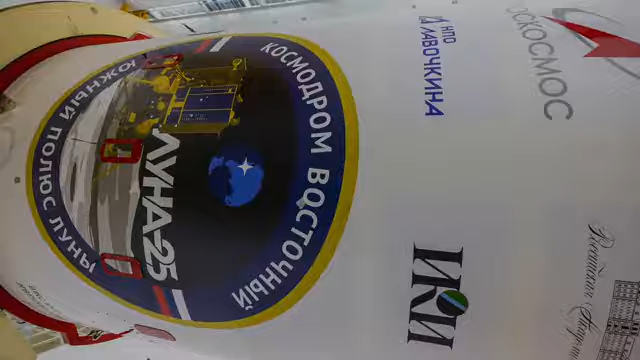 КОСМОДРОМ ВОСТОЧНЫЙ
ЮЖНЫЙ ПОЛЮС ЛУНЫ
ЛУНА-25
НПО
ЛАВОЧКИНА
ОСКОСМОС
ИКИ